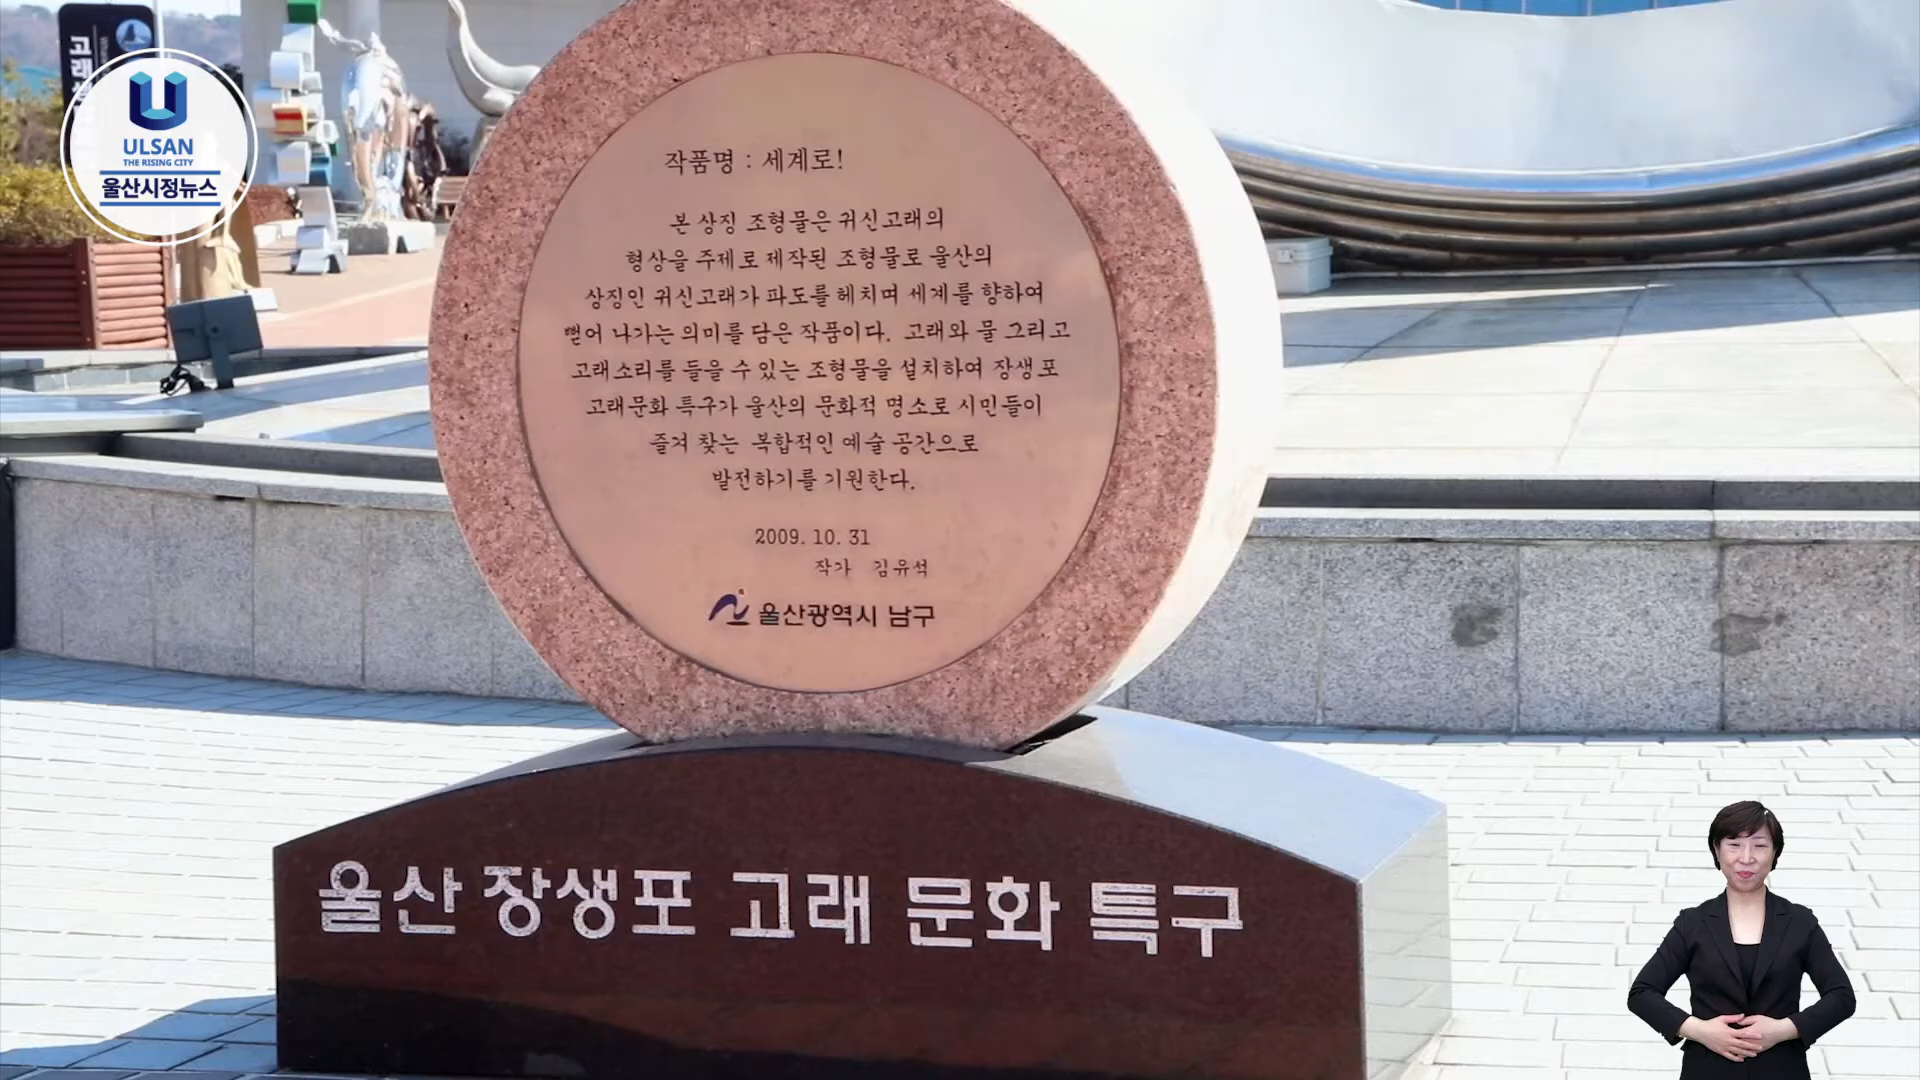 고래
ULSAN
THE RISING CITY
울산시정뉴스
작품명 : 세계로!
본 상징 조형물은 귀신고래의
형상을 주제로 제작된 조형물로 울산의
상징인 귀신고래가 파도를 헤치며 세계를 향하여
뻗어 나가는 의미를 담은 작품이다. 고래와 물 그리고
고래소리를 들을 수 있는 조형물을 설치하여 장생포
고래문화 특구가 울산의 문화적 명소로 시민들이
즐겨 찾는 복합적인 예술 공간으로
발전하기를 기원한다.
2009. 10. 31
작가 김유석
울산광역시 남구
울산 장생포 고래 문화 특구